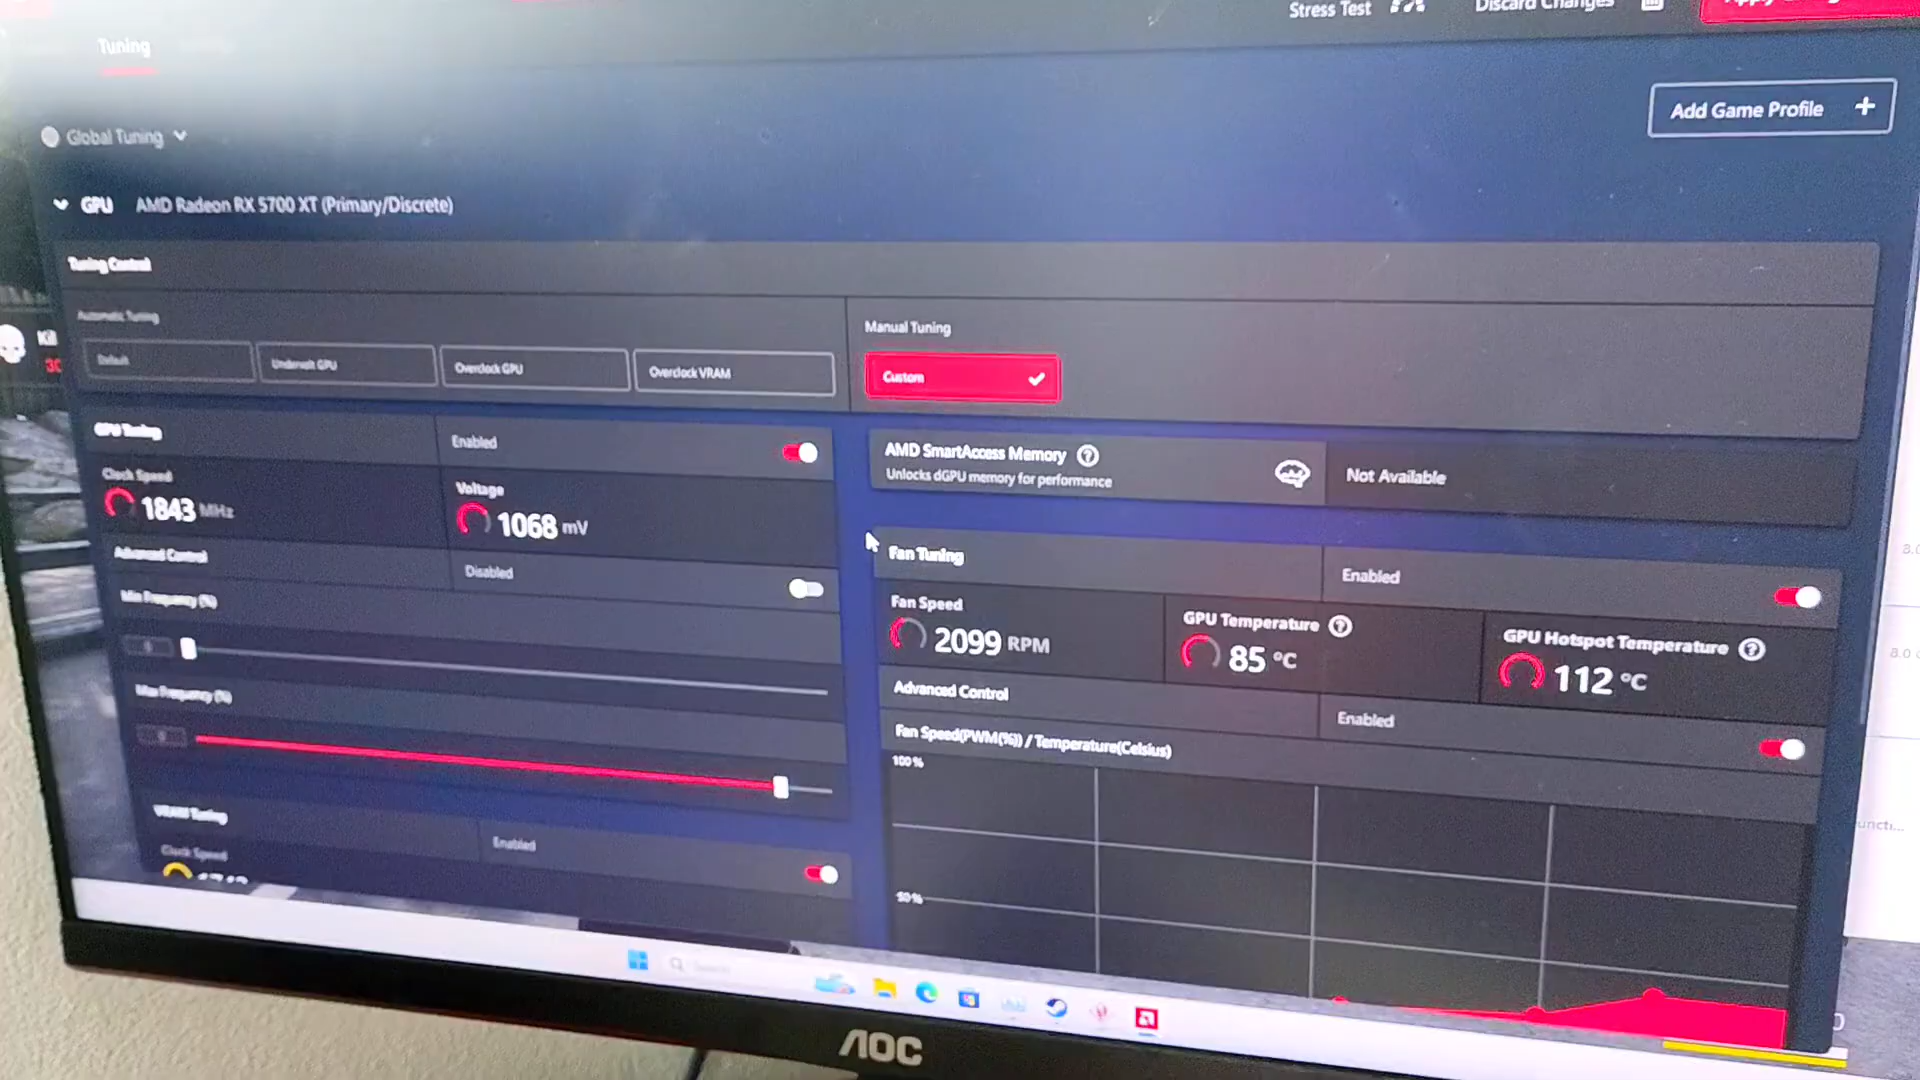 Stress Test
Discard Changes
Tuning
Add Game Profile +
Global Tuning
GPU AMD Radeon RX 5700 XT (Primary/Discrete)
Tuning Control
Automatic Tuning
Manual Tuning
Default
Undervolt GPU
Overclock GPU
Overclock VRAM
Custom
GPU Tuning
Enabled
AMD SmartAccess Memory ?
Unlocks dGPU memory for performance
Not Available
Clock Speed
1843 MHz
Voltage
1068 mV
Advanced Control
Disabled
Min Frequency (%)
Max Frequency (%)
Fan Tuning
Enabled
Fan Speed
2099 RPM
GPU Temperature ?
85 °C
GPU Hotspot Temperature ?
112 °C
Advanced Control
Enabled
Fan Speed(PWM(%)) / Temperature(Celsius)
100 %
50 %
VRAM Tuning
Enabled
Clock Speed
AOC